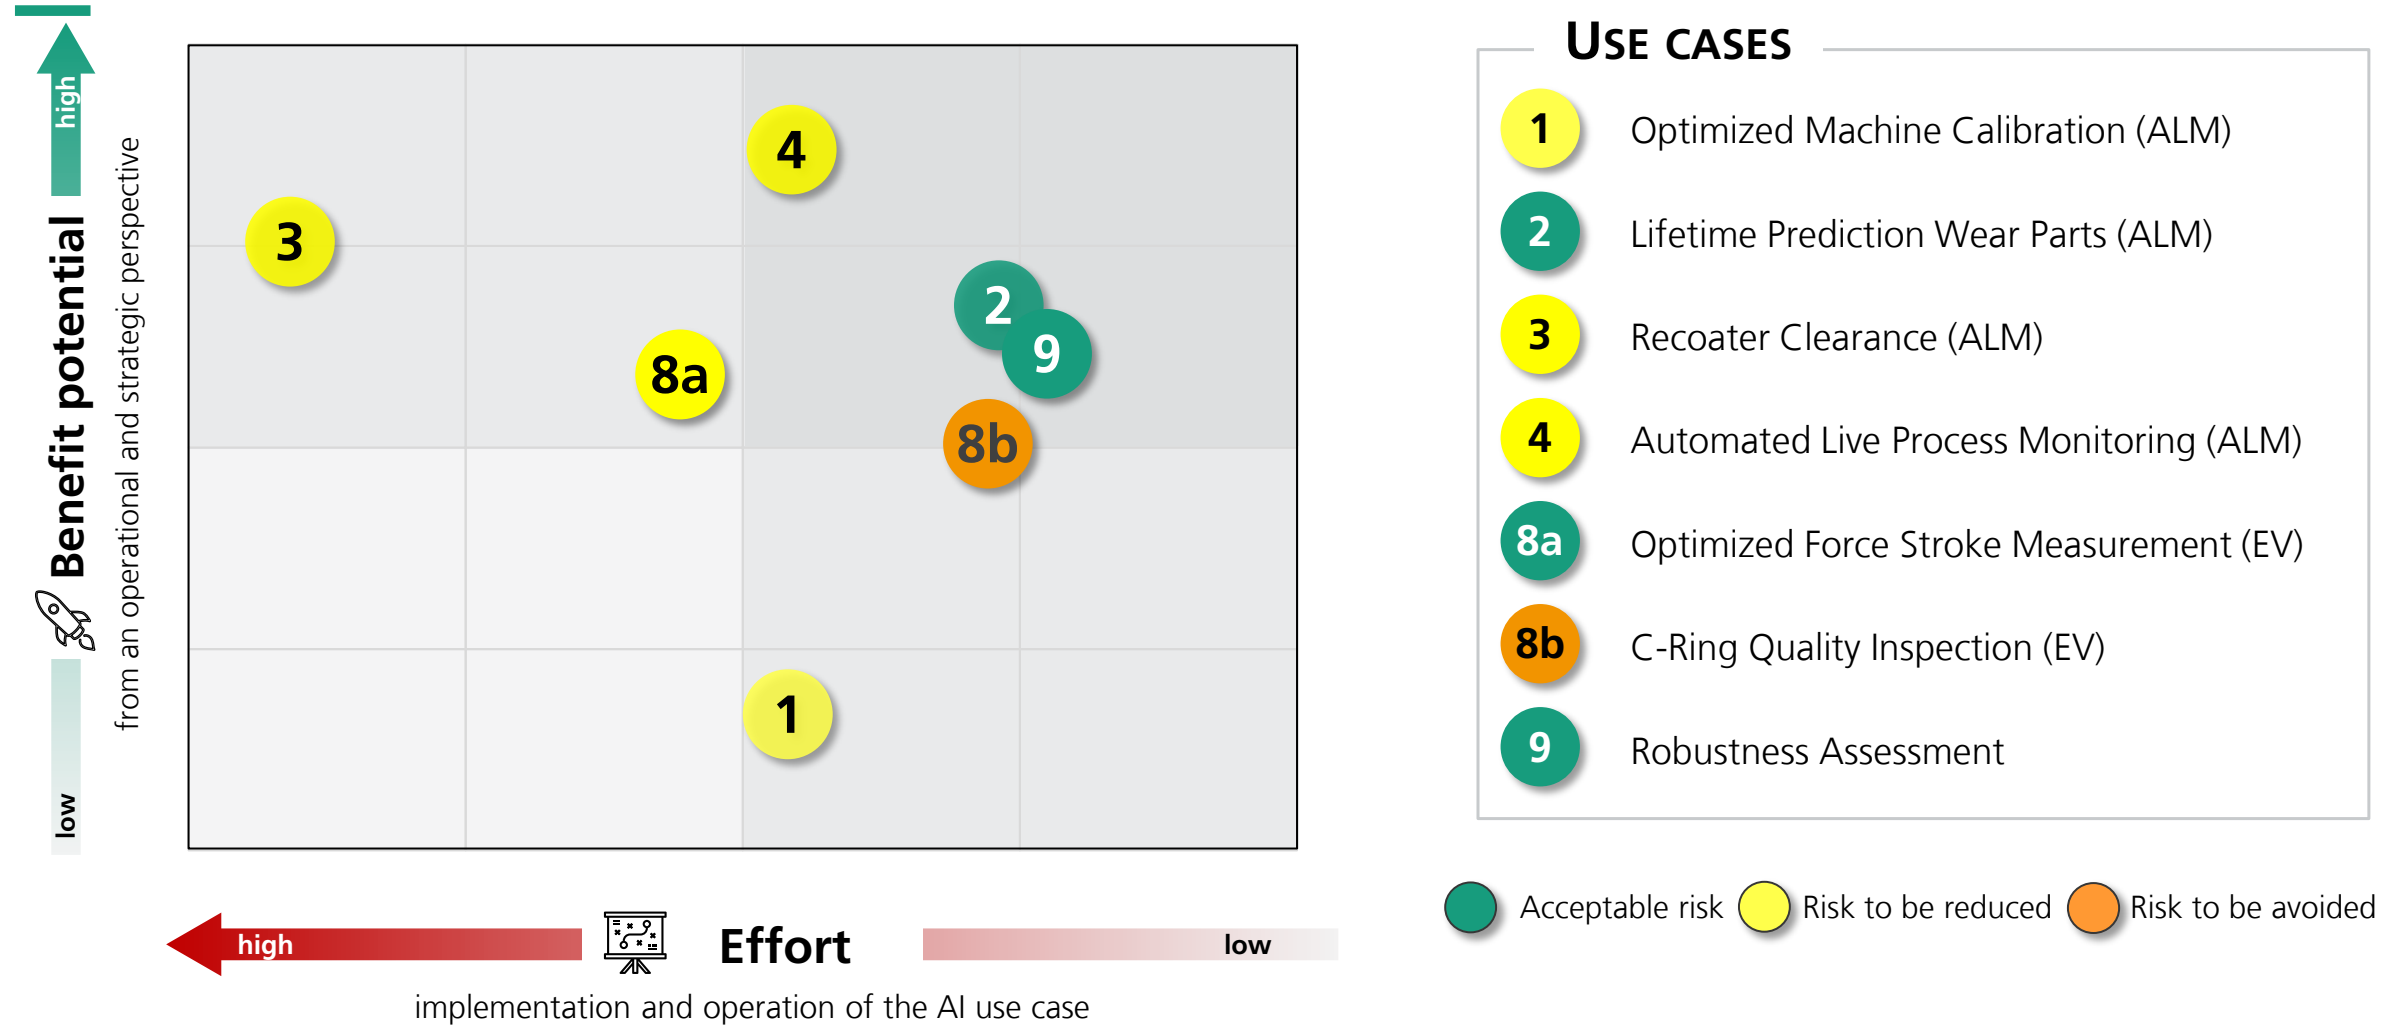 high
Benefit potential
low
from an operational and strategic perspective
4
3
2
9
8a
8b
1
high
Effort
low
implementation and operation of the AI use case
USE CASES
1 Optimized Machine Calibration (ALM)
2 Lifetime Prediction Wear Parts (ALM)
3 Recoater Clearance (ALM)
4 Automated Live Process Monitoring (ALM)
8a Optimized Force Stroke Measurement (EV)
8b C-Ring Quality Inspection (EV)
9 Robustness Assessment
Acceptable risk Risk to be reduced Risk to be avoided